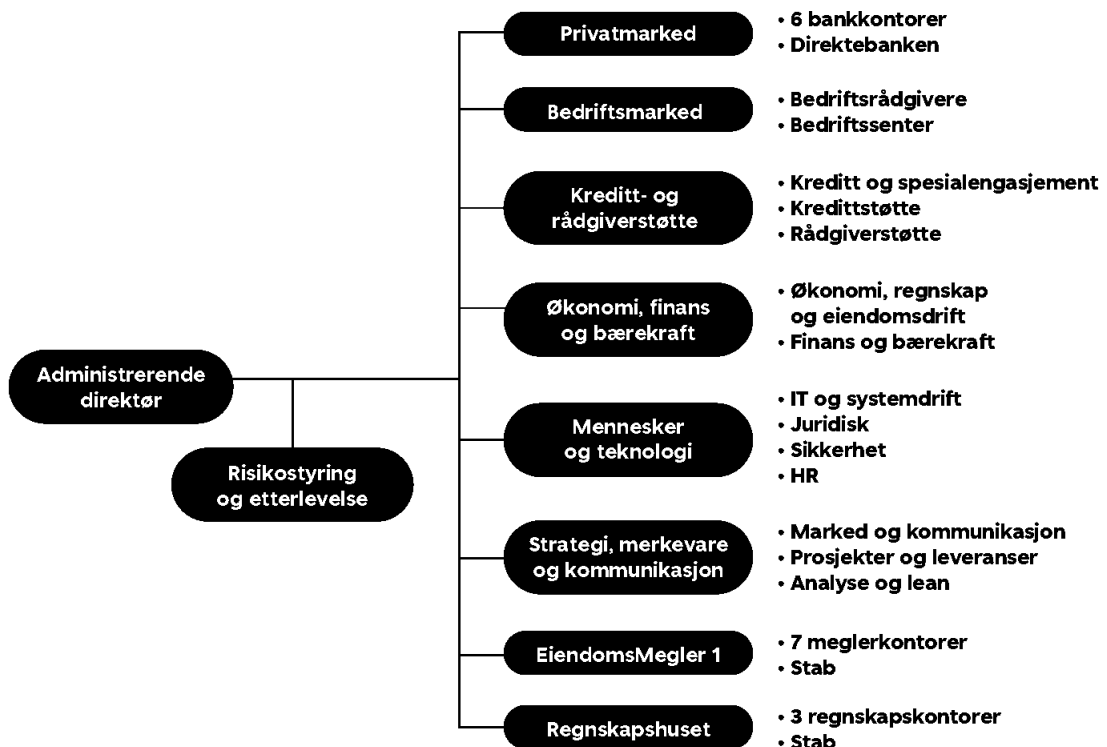 Privatmarked
• 6 bankkontorer
• Direktebanken
Bedriftsmarked
• Bedriftsrådgivere
• Bedriftssenter
Kreditt- og
rådgiverstøtte
• Kreditt og spesialengasjement
• Kredittstøtte
• Rådgiverstøtte
Økonomi, finans
og bærekraft
• Økonomi, regnskap
og eiendomsdrift
• Finans og bærekraft
Administrerende
direktør
Risikostyring
og etterlevelse
Mennesker
og teknologi
• IT og systemdrift
• Juridisk
• Sikkerhet
• HR
Strategi, merkevare
og kommunikasjon
• Marked og kommunikasjon
• Prosjekter og leveranser
• Analyse og lean
EiendomsMegler 1
• 7 meglerkontorer
• Stab
Regnskapshuset
• 3 regnskapskontorer
• Stab